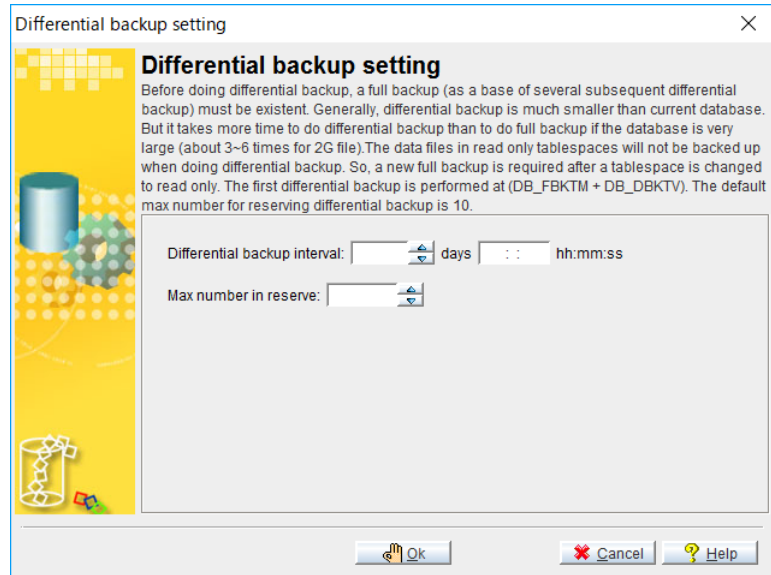 Differential backup setting
Differential backup setting
Before doing differential backup, a full backup (as a base of several subsequent differential
backup) must be existent. Generally, differential backup is much smaller than current database.
But it takes more time to do differential backup than to do full backup if the database is very
large (about 3~6 times for 2G file).The data files in read only tablespaces will not be backed up
when doing differential backup. So, a new full backup is required after a tablespace is changed
to read only. The first differential backup is performed at (DB_FBKTM + DB_DBKTV). The default
max number for reserving differential backup is 10.
Differential backup interval: days : : hh:mm:ss
Max number in reserve:
Ok Cancel Help